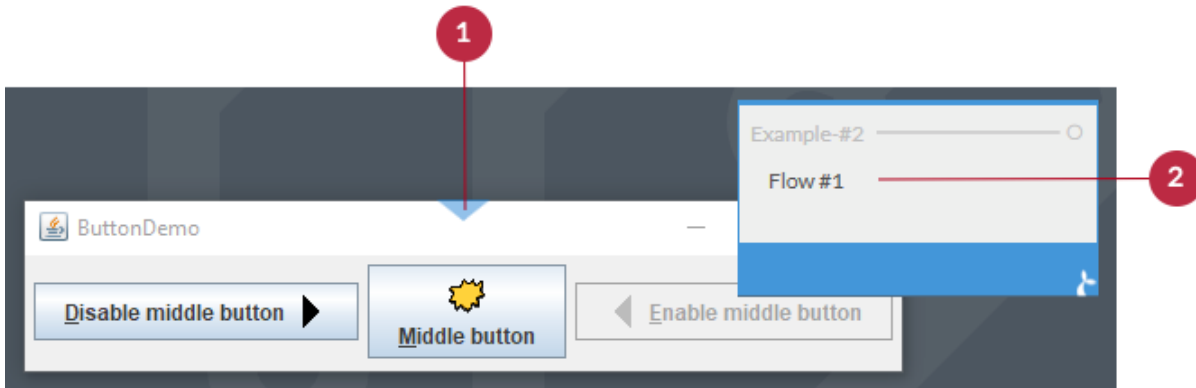 1
Example-#2
Flow #1
2
ButtonDemo
Disable middle button
Middle button
Enable middle button